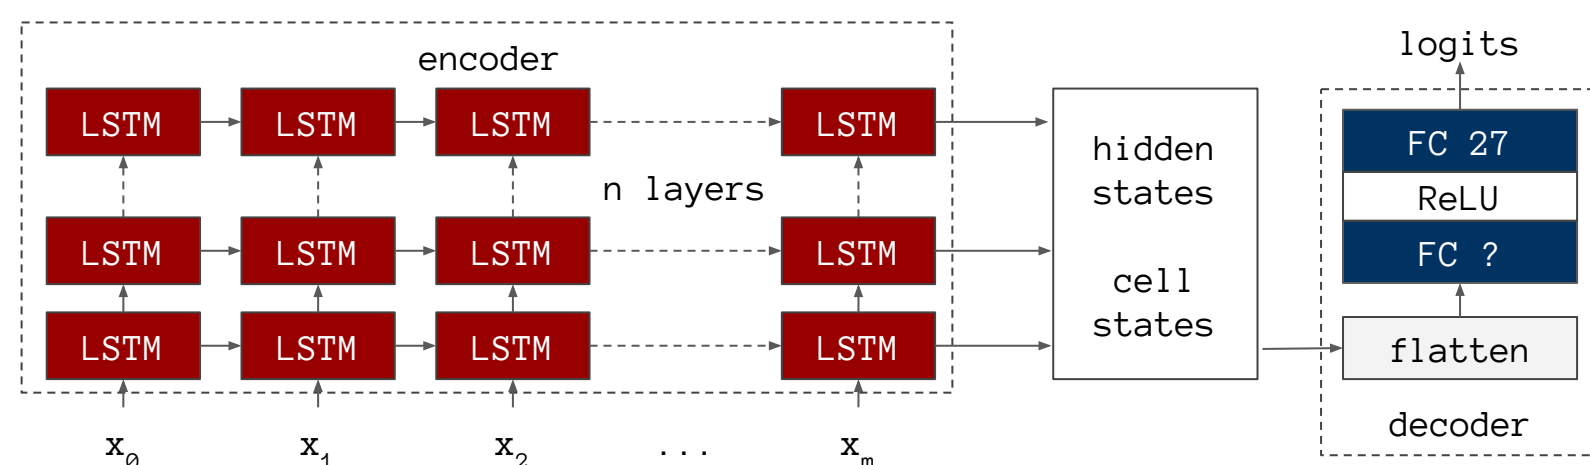 encoder
logits
LSTM LSTM LSTM LSTM
n layers
LSTM LSTM LSTM LSTM
LSTM LSTM LSTM LSTM
x0 x1 x2 ... xm
hidden
states
cell
states
FC 27
ReLU
FC ?
flatten
decoder